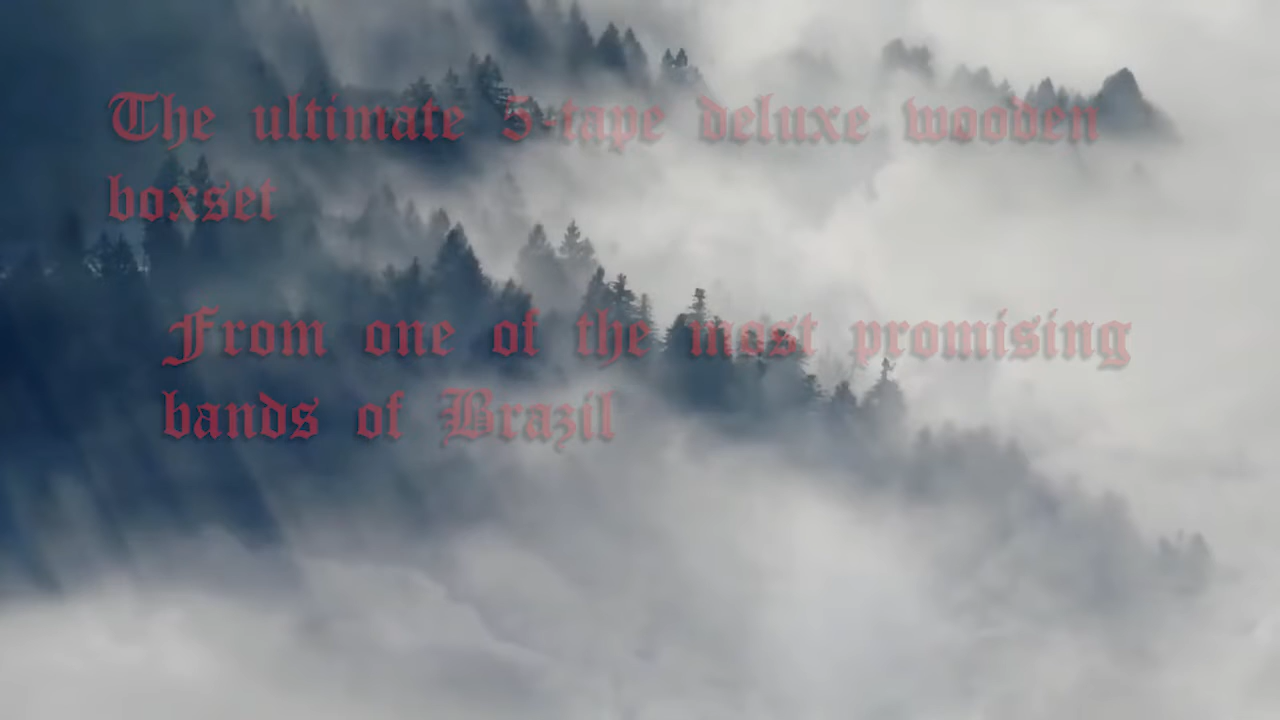 The ultimate 5-tape deluxe wooden
boxset
From one of the most promising
bands of Brazil